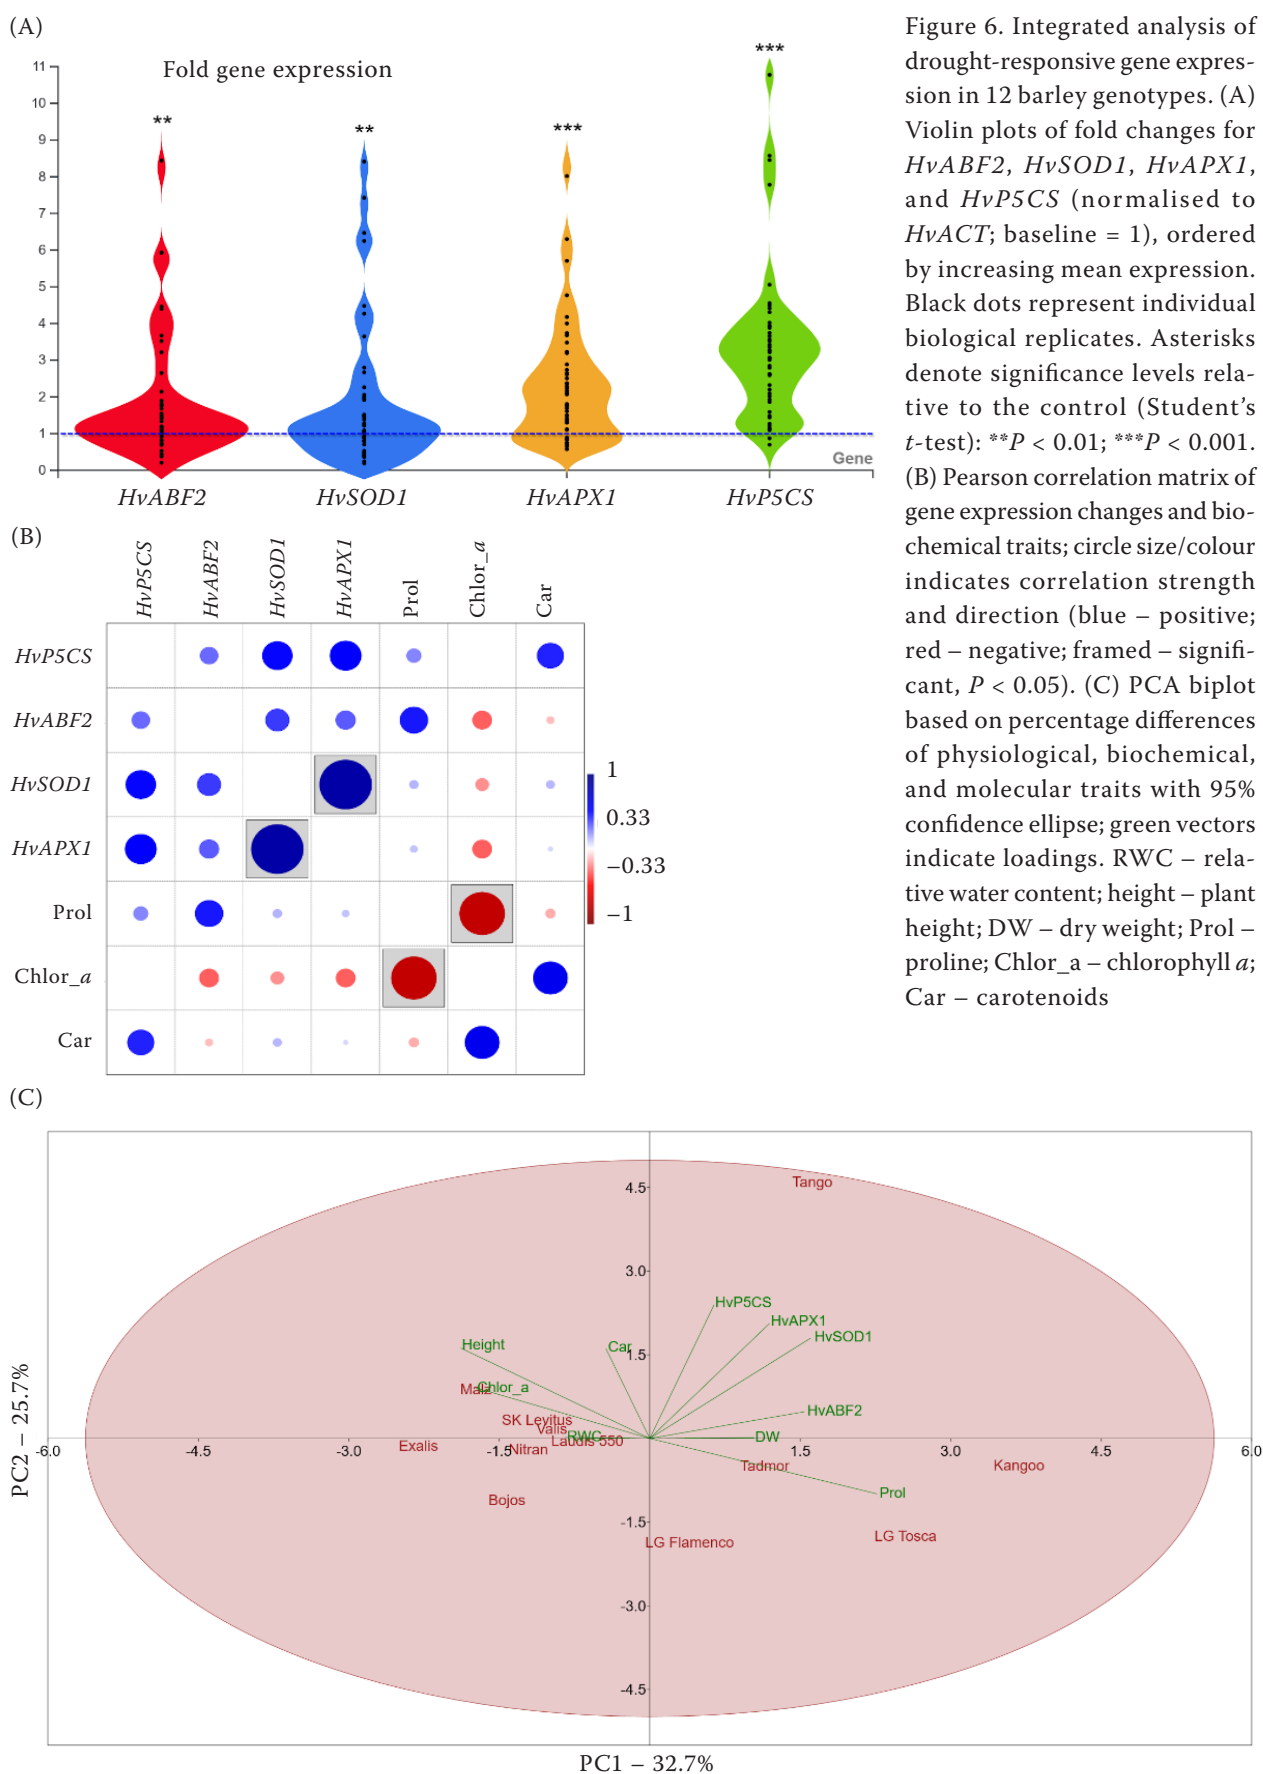 (A)
Fold gene expression
**
**
***
***
11
10
9
8
7
6
5
4
3
2
1
0
Gene
HvABF2 HvSOD1 HvAPX1 HvP5CS
Figure 6. Integrated analysis of
drought-responsive gene expres-
sion in 12 barley genotypes. (A)
Violin plots of fold changes for
HvABF2, HvSOD1, HvAPX1,
and HvP5CS (normalised to
HvACT; baseline = 1), ordered
by increasing mean expression.
Black dots represent individual
biological replicates. Asterisks
denote significance levels rela-
tive to the control (Student's
t-test): **P < 0.01; ***P < 0.001.
(B) Pearson correlation matrix of
gene expression changes and bio-
chemical traits; circle size/colour
indicates correlation strength
and direction (blue – positive;
red – negative; framed – signifi-
cant, P < 0.05). (C) PCA biplot
based on percentage differences
of physiological, biochemical,
and molecular traits with 95%
confidence ellipse; green vectors
indicate loadings. RWC – rela-
tive water content; height – plant
height; DW – dry weight; Prol –
proline; Chlor_a – chlorophyll a;
Car – carotenoids
(B)
HvP5CS HvABF2 HvSOD1 HvAPX1 Prol Chlor_a Car
HvP5CS
HvABF2
HvSOD1
HvAPX1
Prol
Chlor_a
Car
1
0.33
−0.33
−1
(C)
Tango
4.5
3.0
HvP5CS
HvAPX1
HvSOD1
Height
Car
1.5
Chlor_a
Malz
HvABF2
SK Levitus
Valis
RWC
DW
Laudis 550
Exalis
Nitran
-6.0 -4.5 -3.0 -1.5 1.5 3.0 4.5 6.0
Tadmor
Kangoo
Prol
Bojos
-1.5
LG Tosca
LG Flamenco
-3.0
-4.5
PC2 – 25.7%
PC1 – 32.7%